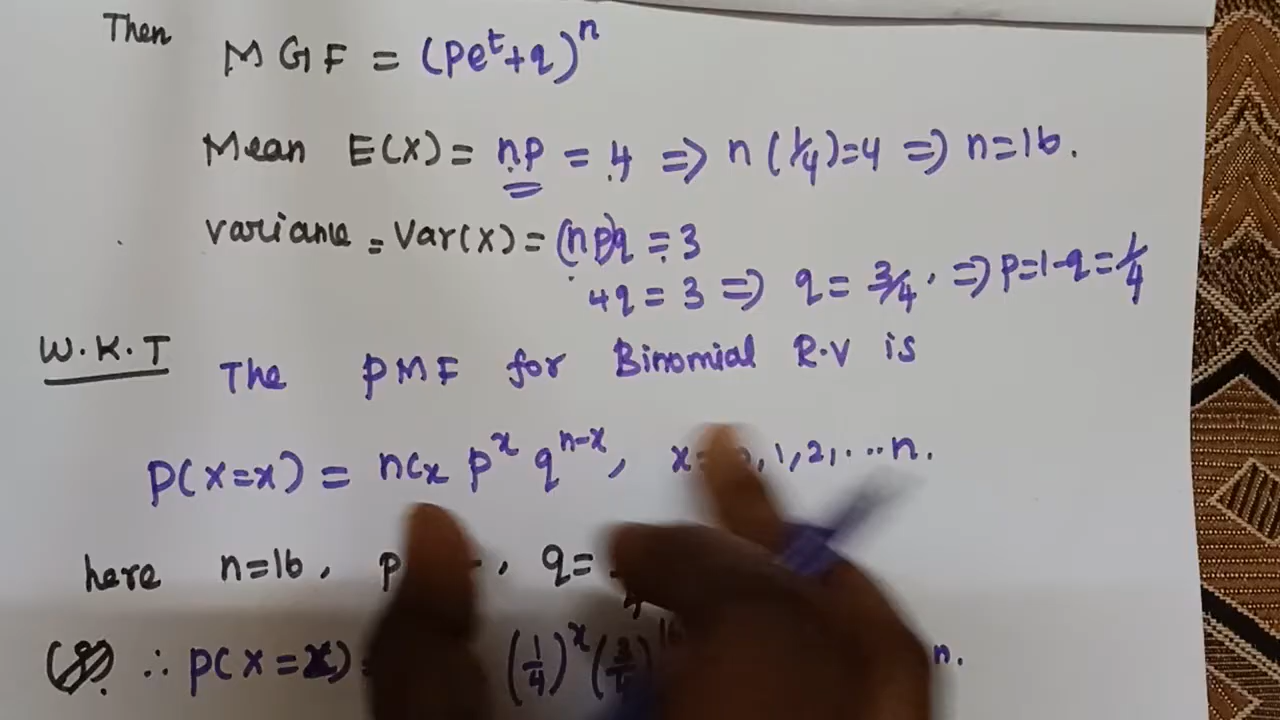 Then MGF = (pe^t+q)^n
Mean E(X) = np = 4 => n(1/4)=4 => n=16.
variance = Var(X) = (np)q = 3
4q = 3 => q = 3/4, => p=1-q=1/4
W.K.T The PMF for Binomial R.V is
P(X=x) = nCx p^x q^n-x, x 1,2,...n.
here n=16, p , q=
∴ P(X=x)= (1/4)^x (3/ n.